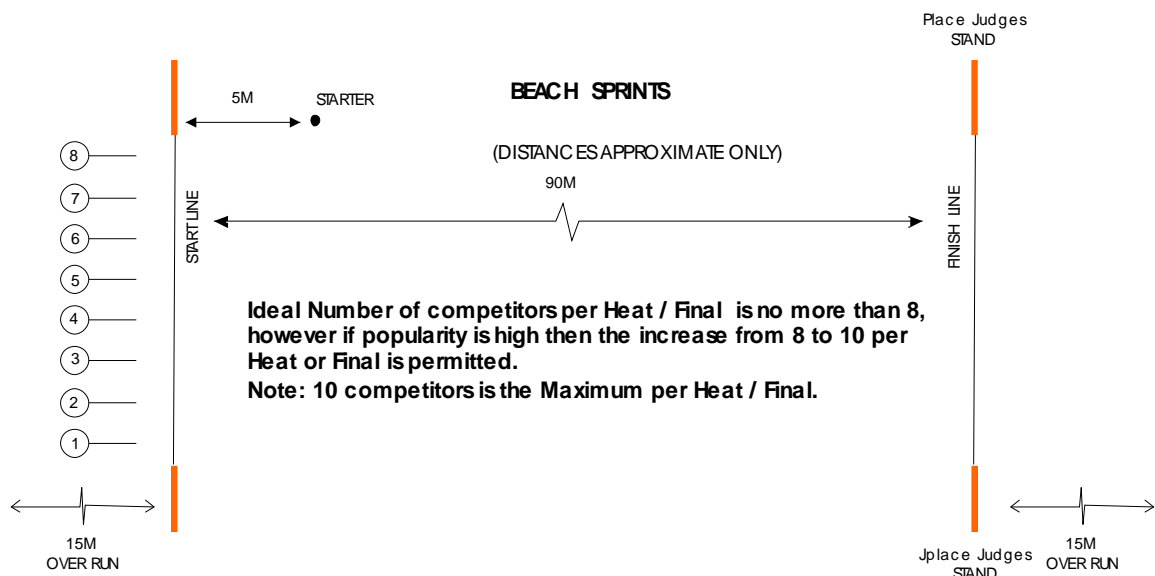 Place Judges
STAND
BEACH SPRINTS
5M
STARTER
(DISTANCES APPROXIMATE ONLY)
90M
8
7
6
5
4
3
2
1
START LINE
FINISH LINE
Ideal Number of competitors per Heat / Final is no more than 8,
however if popularity is high then the increase from 8 to 10 per
Heat or Final is permitted.
Note: 10 competitors is the Maximum per Heat / Final.
15M
OVER RUN
Jplace Judges
STAND
15M
OVER RUN